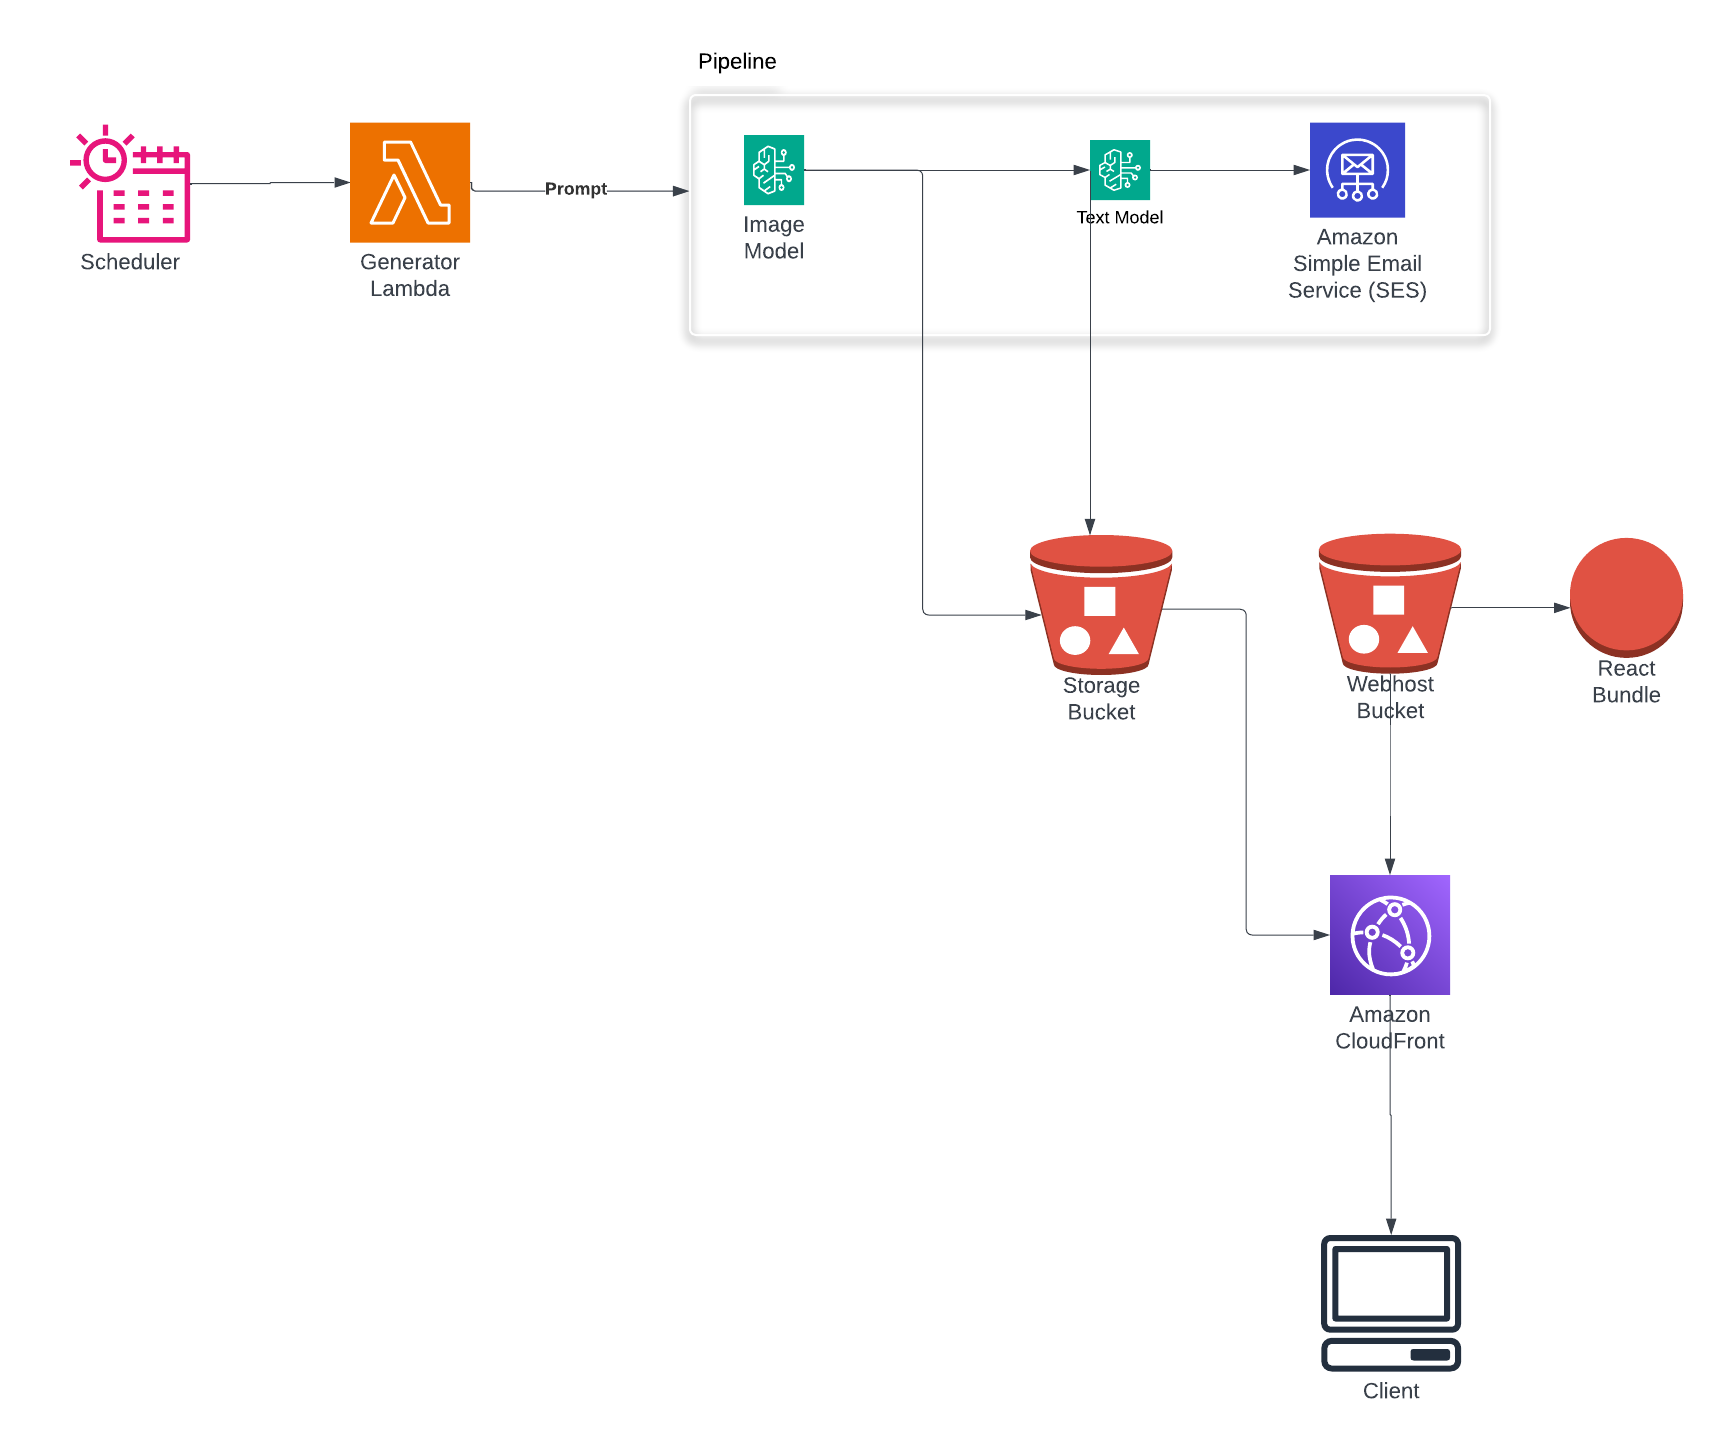 Pipeline
Scheduler
Generator
Lambda
Prompt
Image
Model
Text Model
Amazon
Simple Email
Service (SES)
Storage
Bucket
Webhost
Bucket
React
Bundle
Amazon
CloudFront
Client